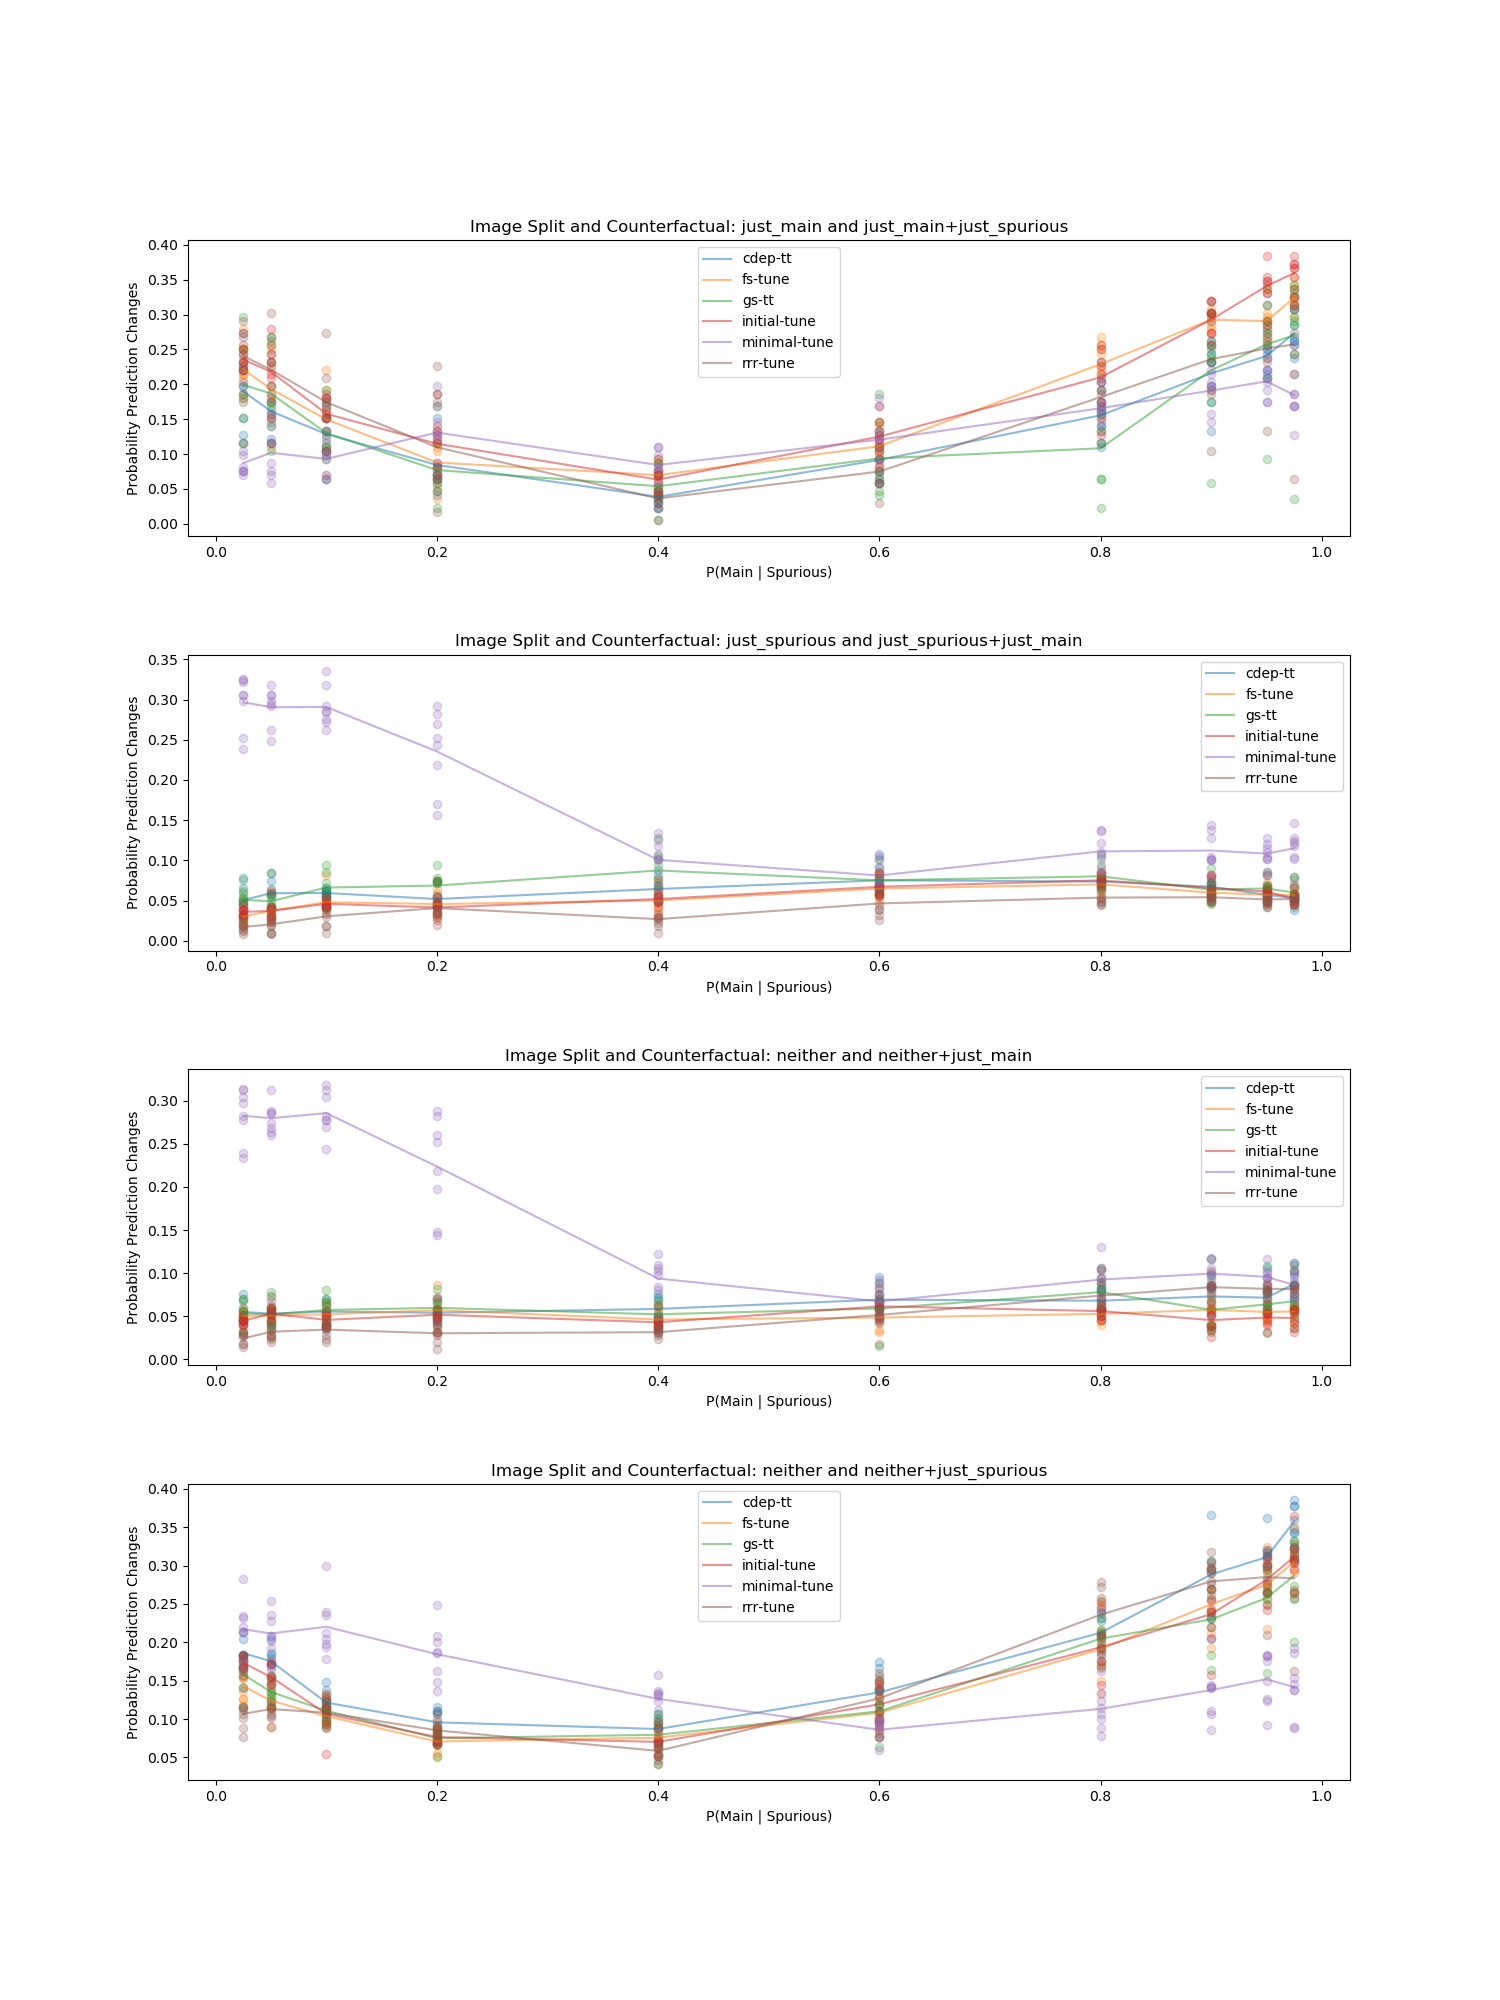 Image Split and Counterfactual: just_main and just_main+just_spurious
Probability Prediction Changes
0.40
0.35
0.30
0.25
0.20
0.15
0.10
0.05
0.00
cdep-tt
fs-tune
gs-tt
initial-tune
minimal-tune
rrr-tune
0.0 0.2 0.4 0.6 0.8 1.0
P(Main | Spurious)
Image Split and Counterfactual: just_spurious and just_spurious+just_main
Probability Prediction Changes
0.35
0.30
0.25
0.20
0.15
0.10
0.05
0.00
cdep-tt
fs-tune
gs-tt
initial-tune
minimal-tune
rrr-tune
0.0 0.2 0.4 0.6 0.8 1.0
P(Main | Spurious)
Image Split and Counterfactual: neither and neither+just_main
Probability Prediction Changes
0.30
0.25
0.20
0.15
0.10
0.05
0.00
cdep-tt
fs-tune
gs-tt
initial-tune
minimal-tune
rrr-tune
0.0 0.2 0.4 0.6 0.8 1.0
P(Main | Spurious)
Image Split and Counterfactual: neither and neither+just_spurious
Probability Prediction Changes
0.40
0.35
0.30
0.25
0.20
0.15
0.10
0.05
cdep-tt
fs-tune
gs-tt
initial-tune
minimal-tune
rrr-tune
0.0 0.2 0.4 0.6 0.8 1.0
P(Main | Spurious)